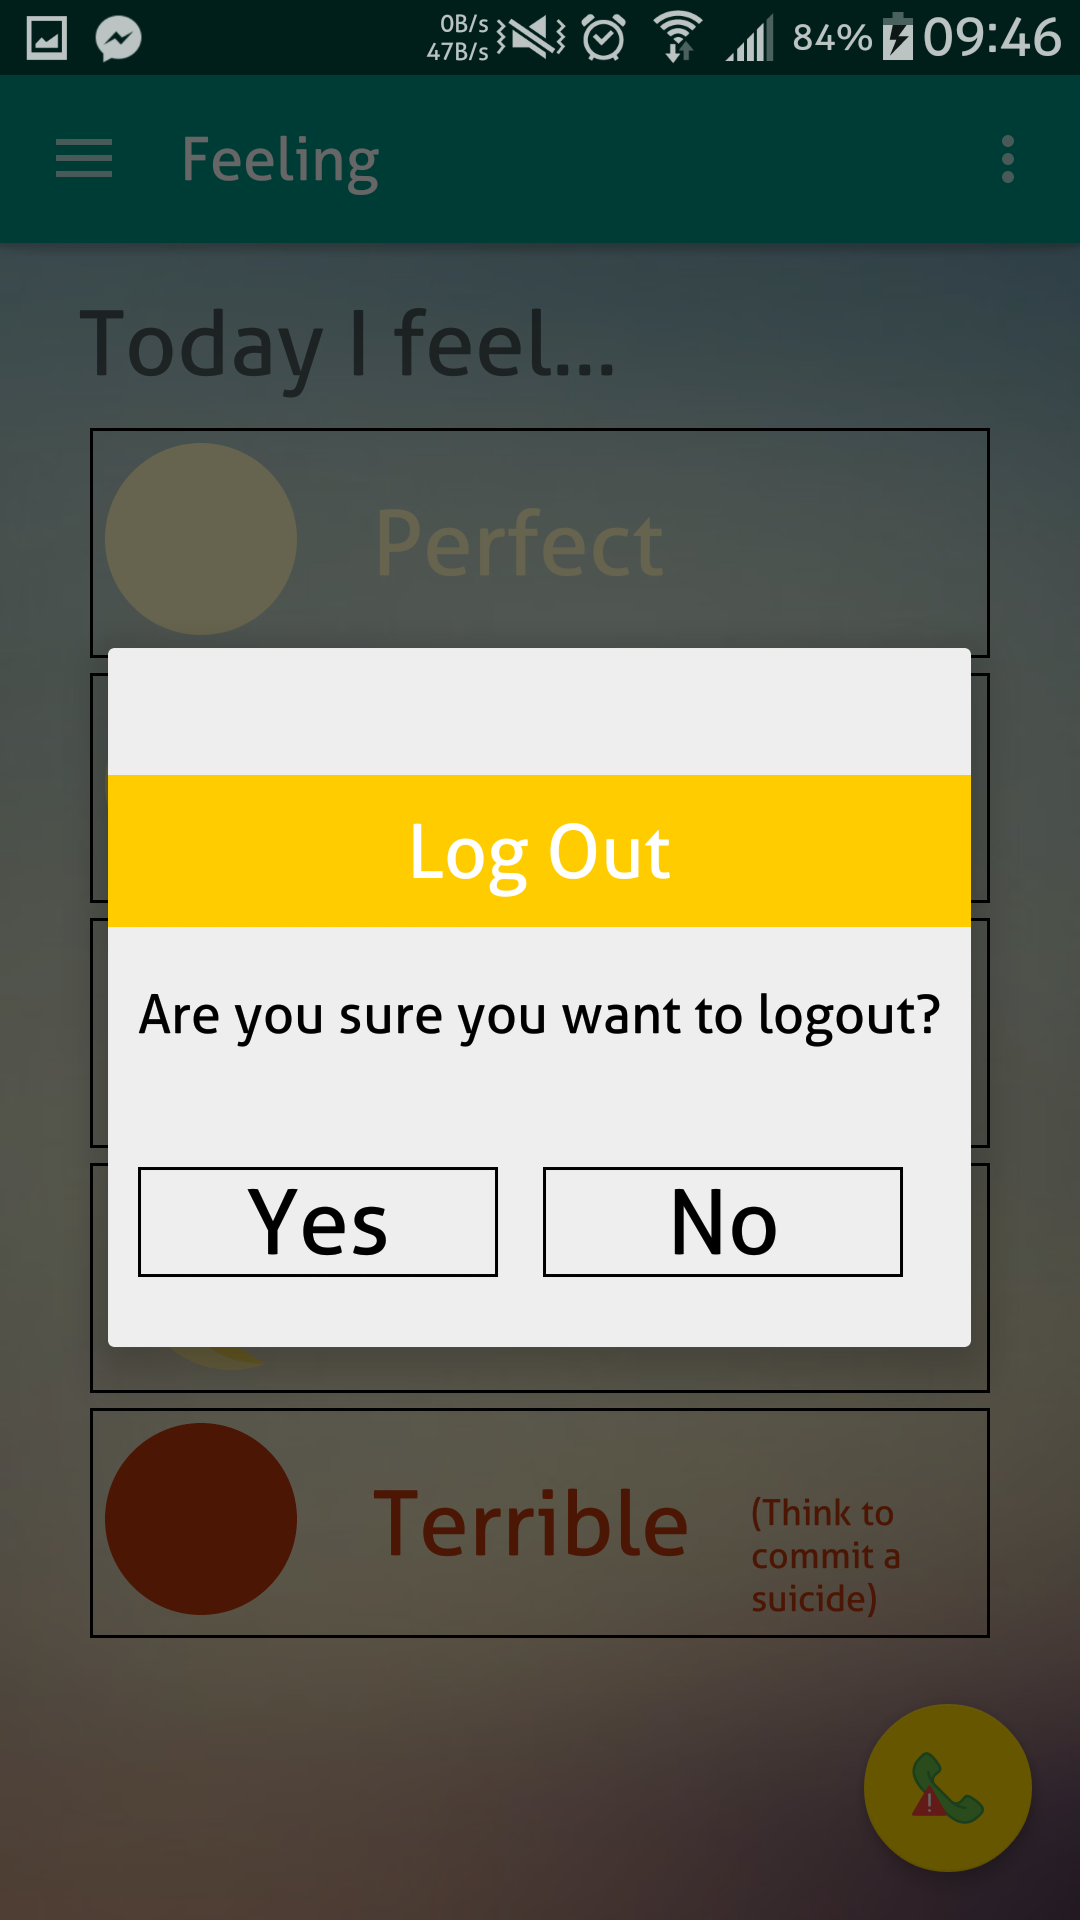 0B/s
47B/s
84%
09:46
Feeling
Today I feel...
Perfect
Log Out
Are you sure you want to logout?
Yes
No
Terrible
(Think to
commit a
suicide)